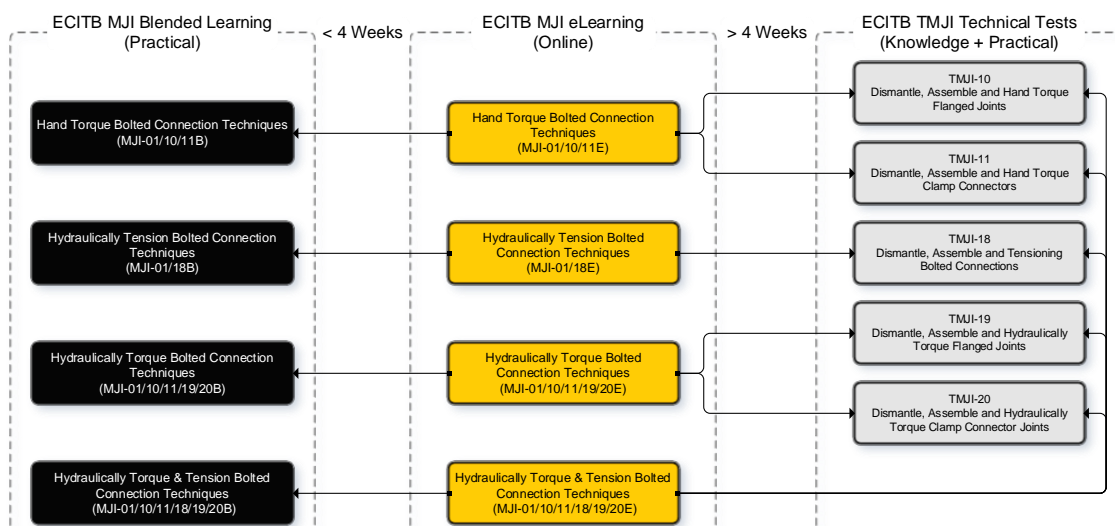 ECITB MJI Blended Learning
(Practical)
< 4 Weeks
ECITB MJI eLearning
(Online)
> 4 Weeks
ECITB TMJI Technical Tests
(Knowledge + Practical)
Hand Torque Bolted Connection Techniques
(MJI-01/10/11B)
Hydraulically Tension Bolted Connection
Techniques
(MJI-01/18B)
Hydraulically Torque Bolted Connection
Techniques
(MJI-01/10/11/19/20B)
Hydraulically Torque & Tension Bolted
Connection Techniques
(MJI-01/10/11/18/19/20B)
Hand Torque Bolted Connection
Techniques
(MJI-01/10/11E)
Hydraulically Tension Bolted
Connection Techniques
(MJI-01/18E)
Hydraulically Torque Bolted
Connection Techniques
(MJI-01/10/11/19/20E)
Hydraulically Torque & Tension Bolted
Connection Techniques
(MJI-01/10/11/18/19/20E)
TMJI-10
Dismantle, Assemble and Hand Torque
Flanged Joints
TMJI-11
Dismantle, Assemble and Hand Torque
Clamp Connectors
TMJI-18
Dismantle, Assemble and Tensioning
Bolted Connections
TMJI-19
Dismantle, Assemble and Hydraulically
Torque Flanged Joints
TMJI-20
Dismantle, Assemble and Hydraulically
Torque Clamp Connector Joints